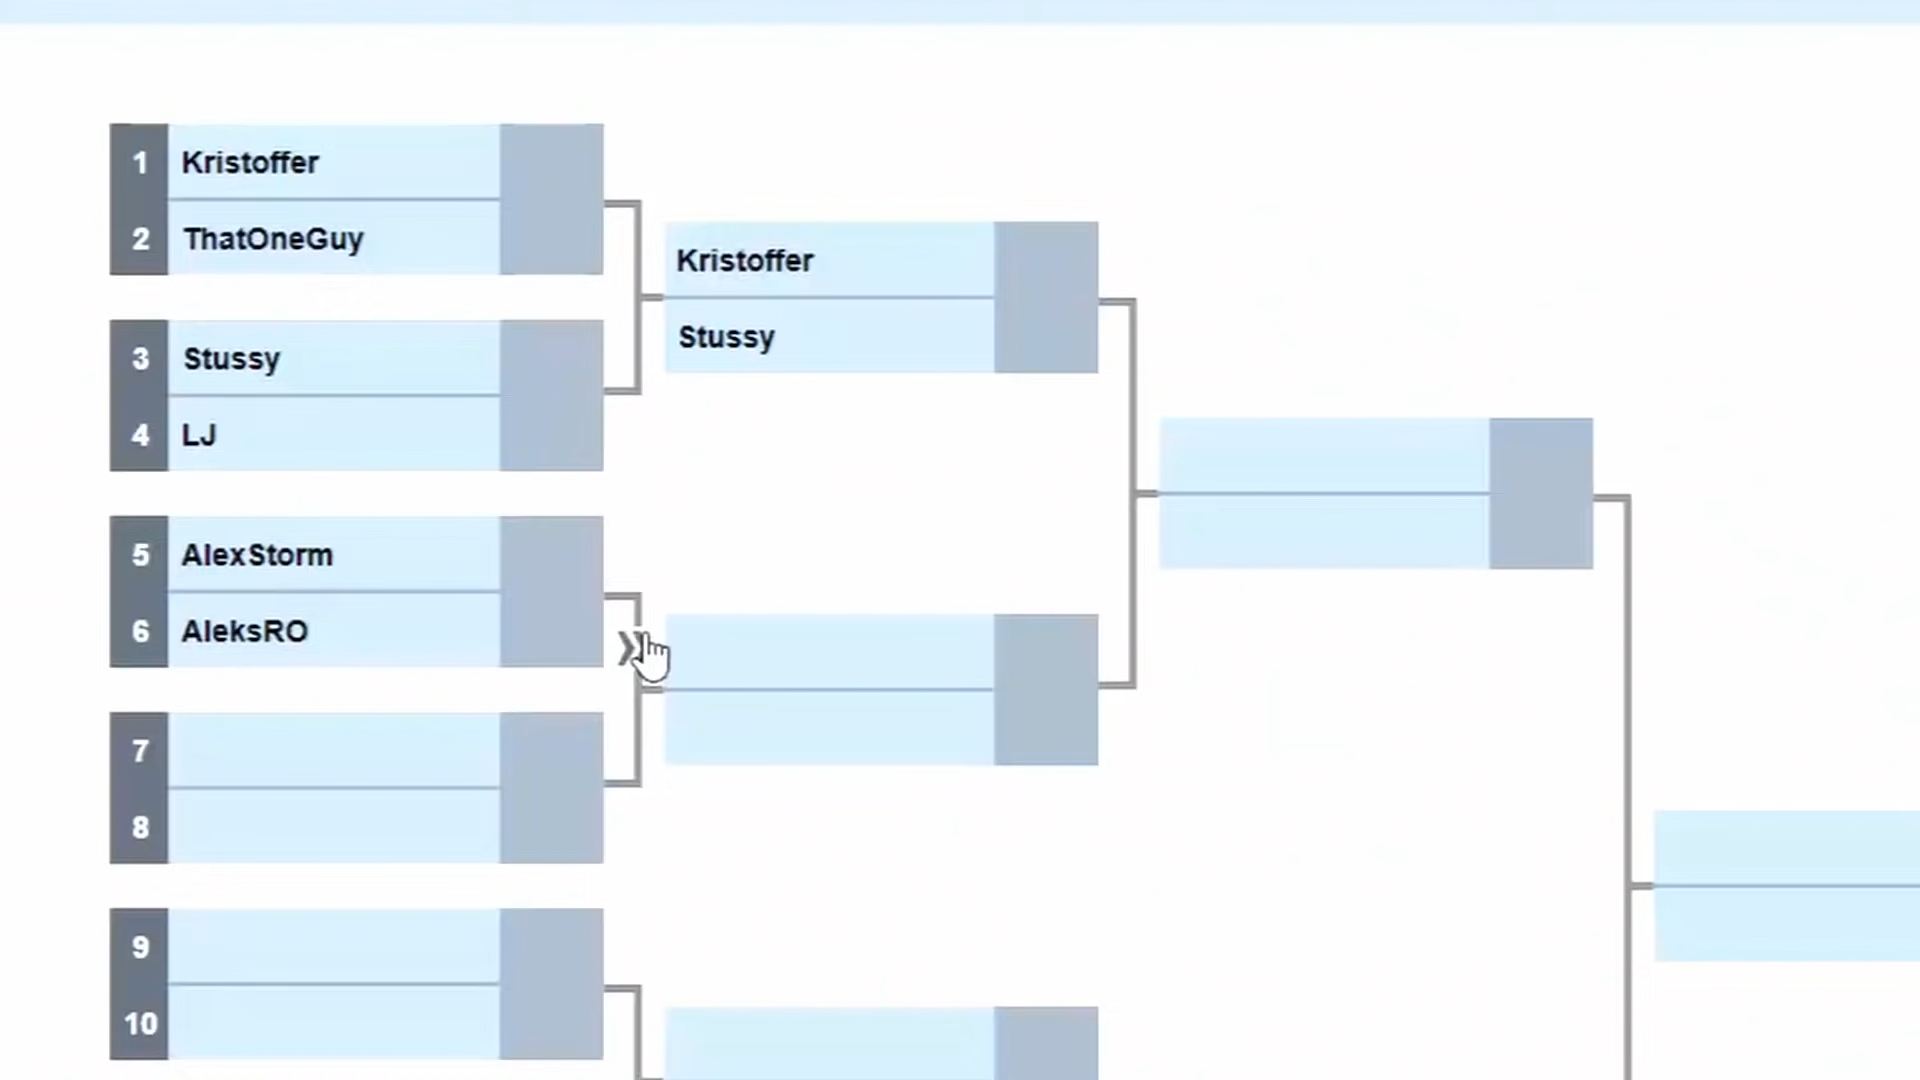 1 Kristoffer
2 ThatOneGuy
Kristoffer
Stussy
3 Stussy
4 LJ
5 AlexStorm
6 AleksRO
7
8
9
10